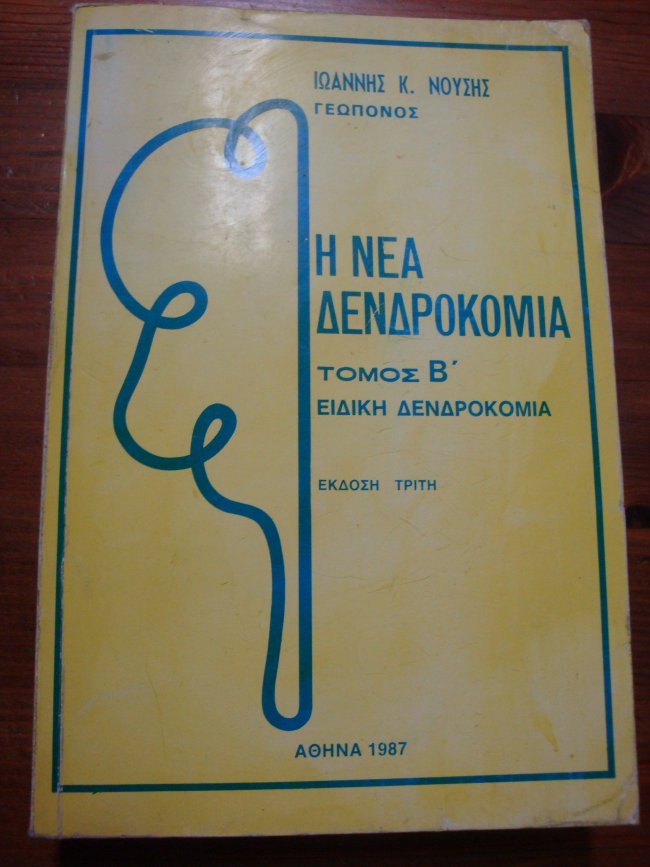 ΙΩΑΝΝΗΣ Κ. ΝΟΥΣΗΣ
ΓΕΩΠΟΝΟΣ
Η ΝΕΑ
ΔΕΝΔΡΟΚΟΜΙΑ
ΤΟΜΟΣ Β΄
ΕΙΔΙΚΗ ΔΕΝΔΡΟΚΟΜΙΑ
ΕΚΔΟΣΗ ΤΡΙΤΗ
ΑΘΗΝΑ 1987